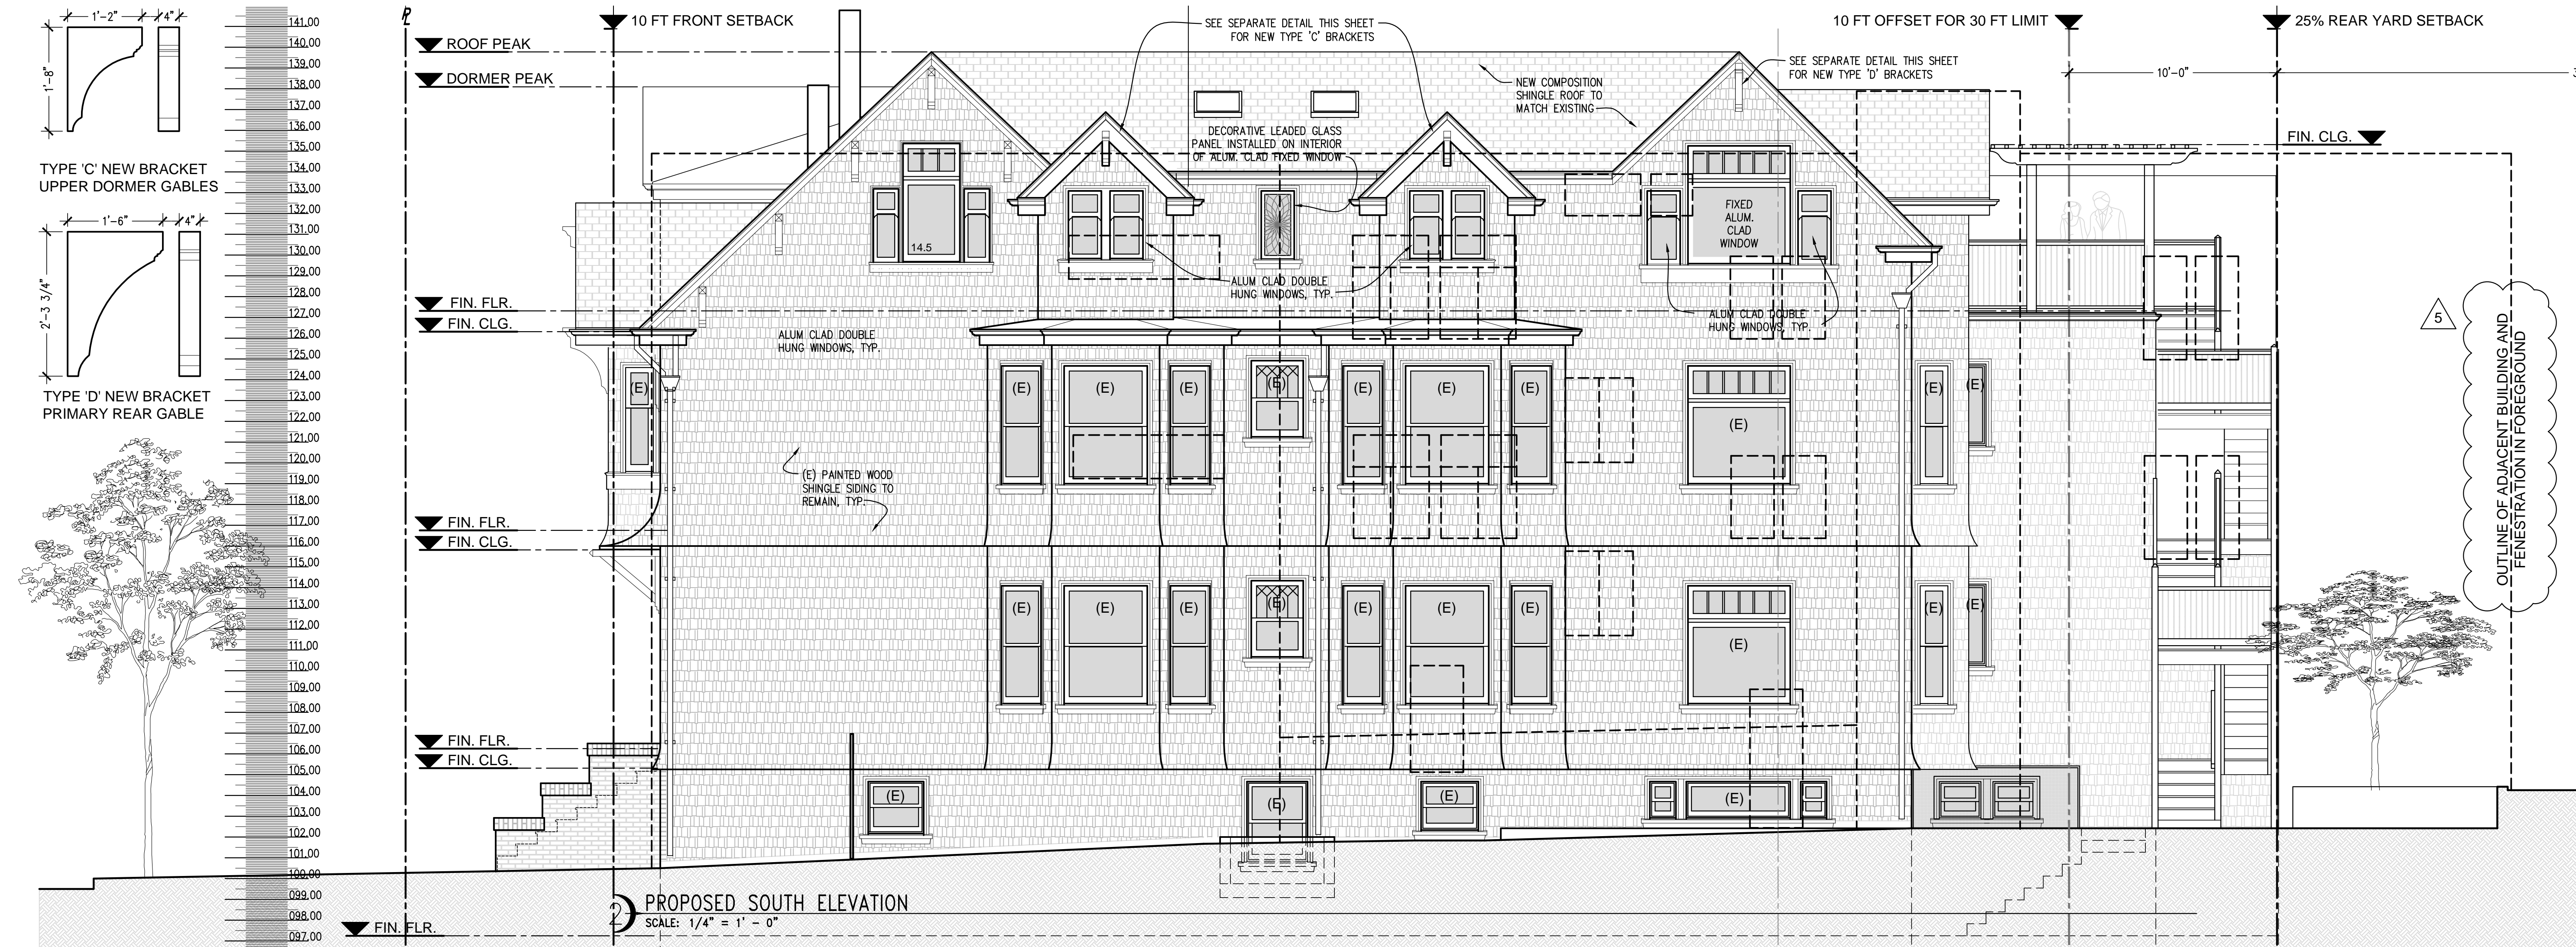 1'-2"
4"
1'-8"
TYPE 'C' NEW BRACKET
UPPER DORMER GABLES
1'-6"
4"
2'-3 3/4"
TYPE 'D' NEW BRACKET
PRIMARY REAR GABLE
141.00
140.00
139.00
138.00
137.00
136.00
135.00
134.00
133.00
132.00
131.00
130.00
129.00
128.00
127.00
126.00
125.00
124.00
123.00
122.00
121.00
120.00
119.00
118.00
117.00
116.00
115.00
114.00
113.00
112.00
111.00
110.00
109.00
108.00
107.00
106.00
105.00
104.00
103.00
102.00
101.00
100.00
099.00
098.00
097.00
PL
10 FT FRONT SETBACK
ROOF PEAK
DORMER PEAK
FIN. FLR.
FIN. CLG.
FIN. FLR.
FIN. CLG.
FIN. FLR.
FIN. CLG.
FIN. FLR.
SEE SEPARATE DETAIL THIS SHEET
FOR NEW TYPE 'C' BRACKETS
10 FT OFFSET FOR 30 FT LIMIT
25% REAR YARD SETBACK
10'-0"
3
SEE SEPARATE DETAIL THIS SHEET
FOR NEW TYPE 'D' BRACKETS
NEW COMPOSITION
SHINGLE ROOF TO
MATCH EXISTING
DECORATIVE LEADED GLASS
PANEL INSTALLED ON INTERIOR
OF ALUM. CLAD FIXED WINDOW
FIN. CLG.
14.5
FIXED
ALUM.
CLAD
WINDOW
ALUM CLAD DOUBLE
HUNG WINDOWS, TYP.
ALUM CLAD DOUBLE
HUNG WINDOWS, TYP.
ALUM CLAD DOUBLE
HUNG WINDOWS, TYP.
5
OUTLINE OF ADJACENT BUILDING AND
FENESTRATION IN FOREGROUND
(E)
(E)
(E)
(E)
(E)
(E)
(E)
(E)
(E)
(E)
(E)
(E) PAINTED WOOD
SHINGLE SIDING TO
REMAIN, TYP.
(E)
(E)
(E)
(E)
(E)
(E)
(E)
(E)
(E)
(E)
(E)
(E)
(E)
(E)
2
PROPOSED SOUTH ELEVATION
SCALE: 1/4" = 1' - 0"